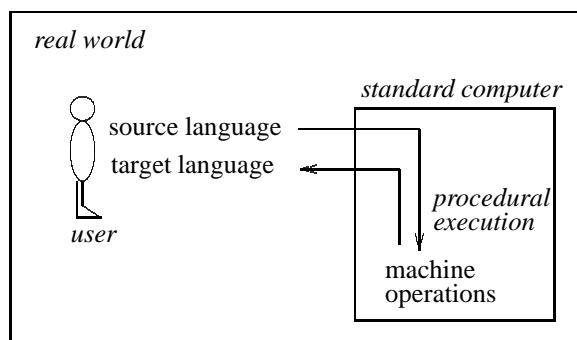 real world
standard computer
source language
target language
procedural
execution
user
machine
operations